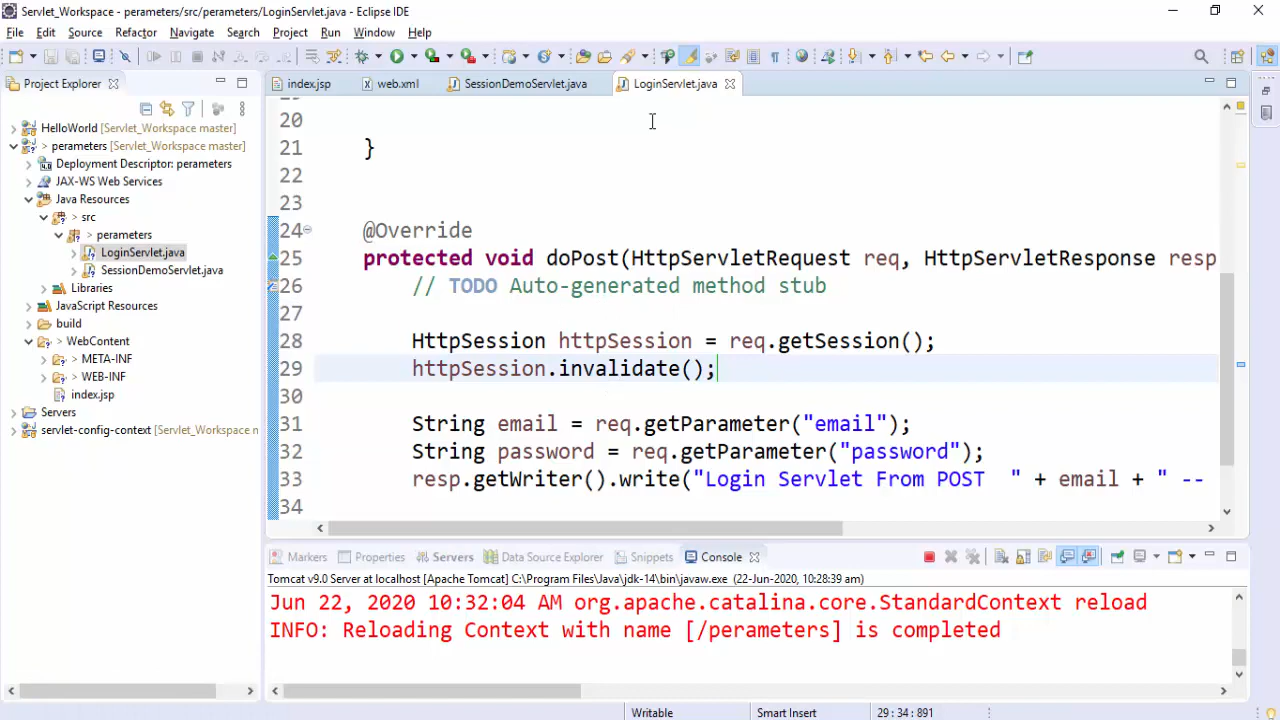 Servlet_Workspace - perameters/src/perameters/LoginServlet.java - Eclipse IDE
File Edit Source Refactor Navigate Search Project Run Window Help
Project Explorer
index.jsp web.xml SessionDemoServlet.java LoginServlet.java
HelloWorld [Servlet_Workspace master]
> perameters [Servlet_Workspace master]
Deployment Descriptor: perameters
JAX-WS Web Services
Java Resources
> src
> perameters
LoginServlet.java
SessionDemoServlet.java
Libraries
JavaScript Resources
build
> WebContent
META-INF
WEB-INF
index.jsp
Servers
servlet-config-context [Servlet_Workspace n
20
21 }
22
23
24 @Override
25 protected void doPost(HttpServletRequest req, HttpServletResponse resp
26 // TODO Auto-generated method stub
27
28 HttpSession httpSession = req.getSession();
29 httpSession.invalidate();
30
31 String email = req.getParameter("email");
32 String password = req.getParameter("password");
33 resp.getWriter().write("Login Servlet From POST " + email + " --
34
Markers Properties Servers Data Source Explorer Snippets Console
Tomcat v9.0 Server at localhost [Apache Tomcat] C:\Program Files\Java\jdk-14\bin\javaw.exe (22-Jun-2020, 10:28:39 am)
Jun 22, 2020 10:32:04 AM org.apache.catalina.core.StandardContext reload
INFO: Reloading Context with name [/perameters] is completed
Writable Smart Insert 29 : 34 : 891